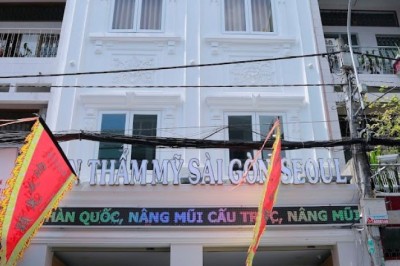 N THẨM MỸ SÀI GÒN SEOUL
HÀN QUỐC, NÂNG MŨI CẤU TRÚC, NÂNG MŨI